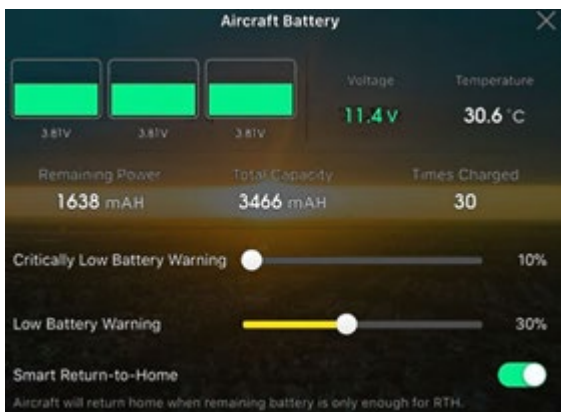 Aircraft Battery
Voltage Temperature
11.4 V 30.6 °C
3.81V 3.81V 3.81V
Remaining Power Total Capacity Times Charged
1638 mAH 3466 mAH 30
Critically Low Battery Warning 10%
Low Battery Warning 30%
Smart Return-to-Home
Aircraft will return home when remaining battery is only enough for RTH.